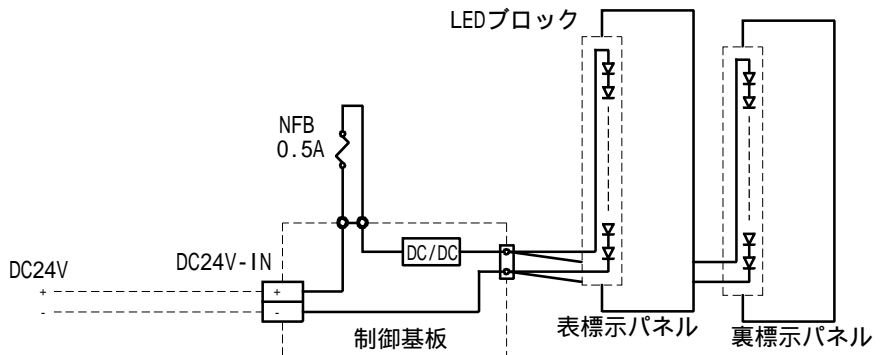 LEDブロック
NFB
0.5A
DC/DC
DC24V
DC24V-IN
+
-
+
-
制御基板
表標示パネル
裏標示パネル